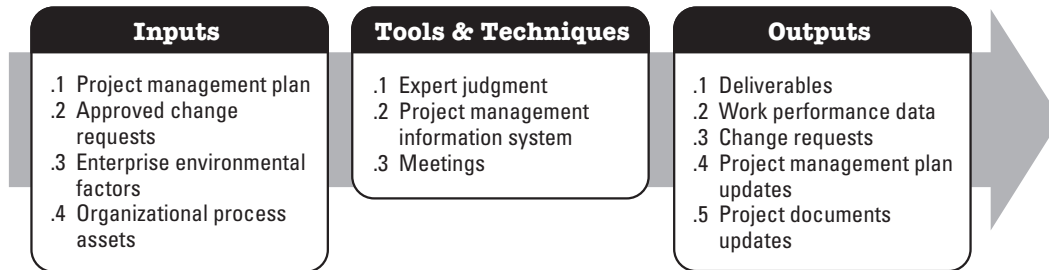 Inputs
.1 Project management plan
.2 Approved change
requests
.3 Enterprise environmental
factors
.4 Organizational process
assets
Tools & Techniques
.1 Expert judgment
.2 Project management
information system
.3 Meetings
Outputs
.1 Deliverables
.2 Work performance data
.3 Change requests
.4 Project management plan
updates
.5 Project documents
updates